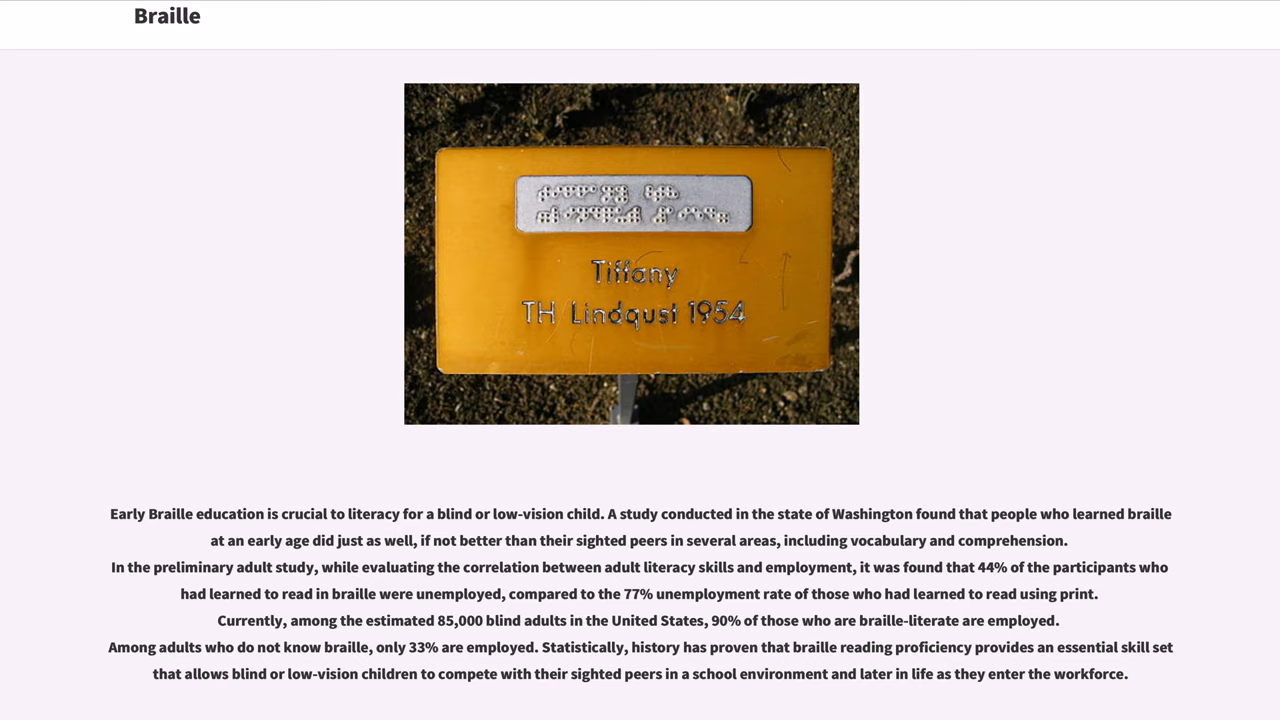 Braille
Tiffany
TH Lindqust 1954
Early Braille education is crucial to literacy for a blind or low-vision child. A study conducted in the state of Washington found that people who learned braille
at an early age did just as well, if not better than their sighted peers in several areas, including vocabulary and comprehension.
In the preliminary adult study, while evaluating the correlation between adult literacy skills and employment, it was found that 44% of the participants who
had learned to read in braille were unemployed, compared to the 77% unemployment rate of those who had learned to read using print.
Currently, among the estimated 85,000 blind adults in the United States, 90% of those who are braille-literate are employed.
Among adults who do not know braille, only 33% are employed. Statistically, history has proven that braille reading proficiency provides an essential skill set
that allows blind or low-vision children to compete with their sighted peers in a school environment and later in life as they enter the workforce.